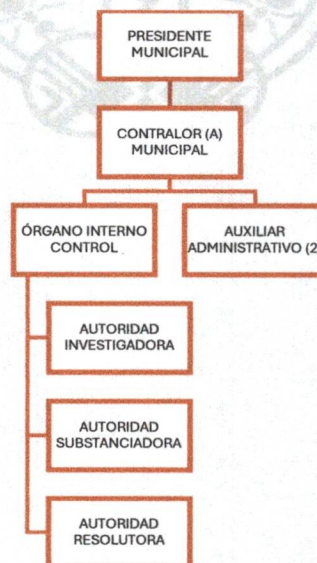 PRESIDENTE
MUNICIPAL
CONTRALOR (A)
MUNICIPAL
ÓRGANO INTERNO
CONTROL
AUXILIAR
ADMINISTRATIVO (2
AUTORIDAD
INVESTIGADORA
AUTORIDAD
SUBSTANCIADORA
AUTORIDAD
RESOLUTORA